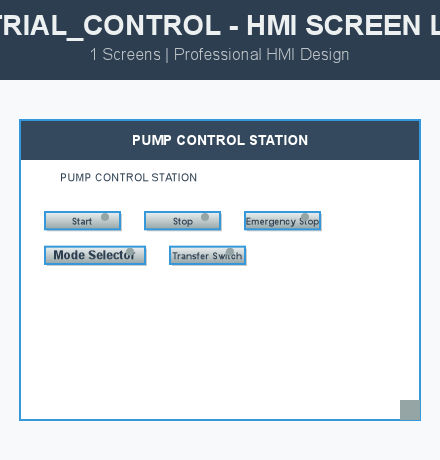 TRIAL_CONTROL - HMI SCREEN L
1 Screens | Professional HMI Design
PUMP CONTROL STATION
PUMP CONTROL STATION
Start Stop Emergency Stop
Mode Selector Transfer Switch